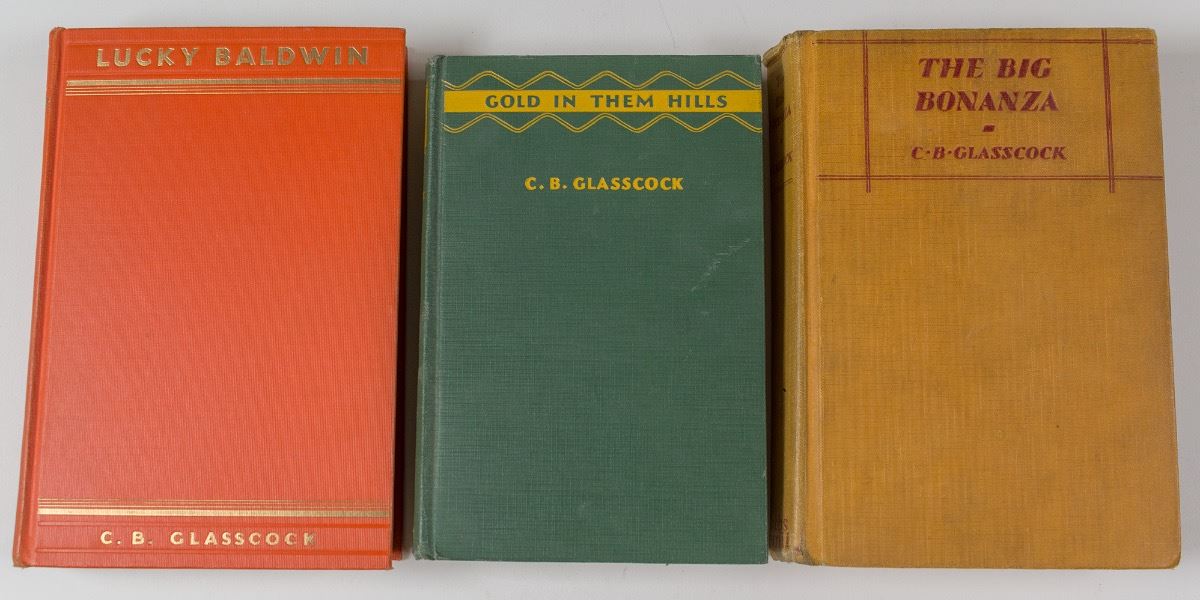 LUCKY BALDWIN
C. B. GLASSCOCK
GOLD IN THEM HILLS
C. B. GLASSCOCK
THE BIG
BONANZA
C·B·GLASSCOCK